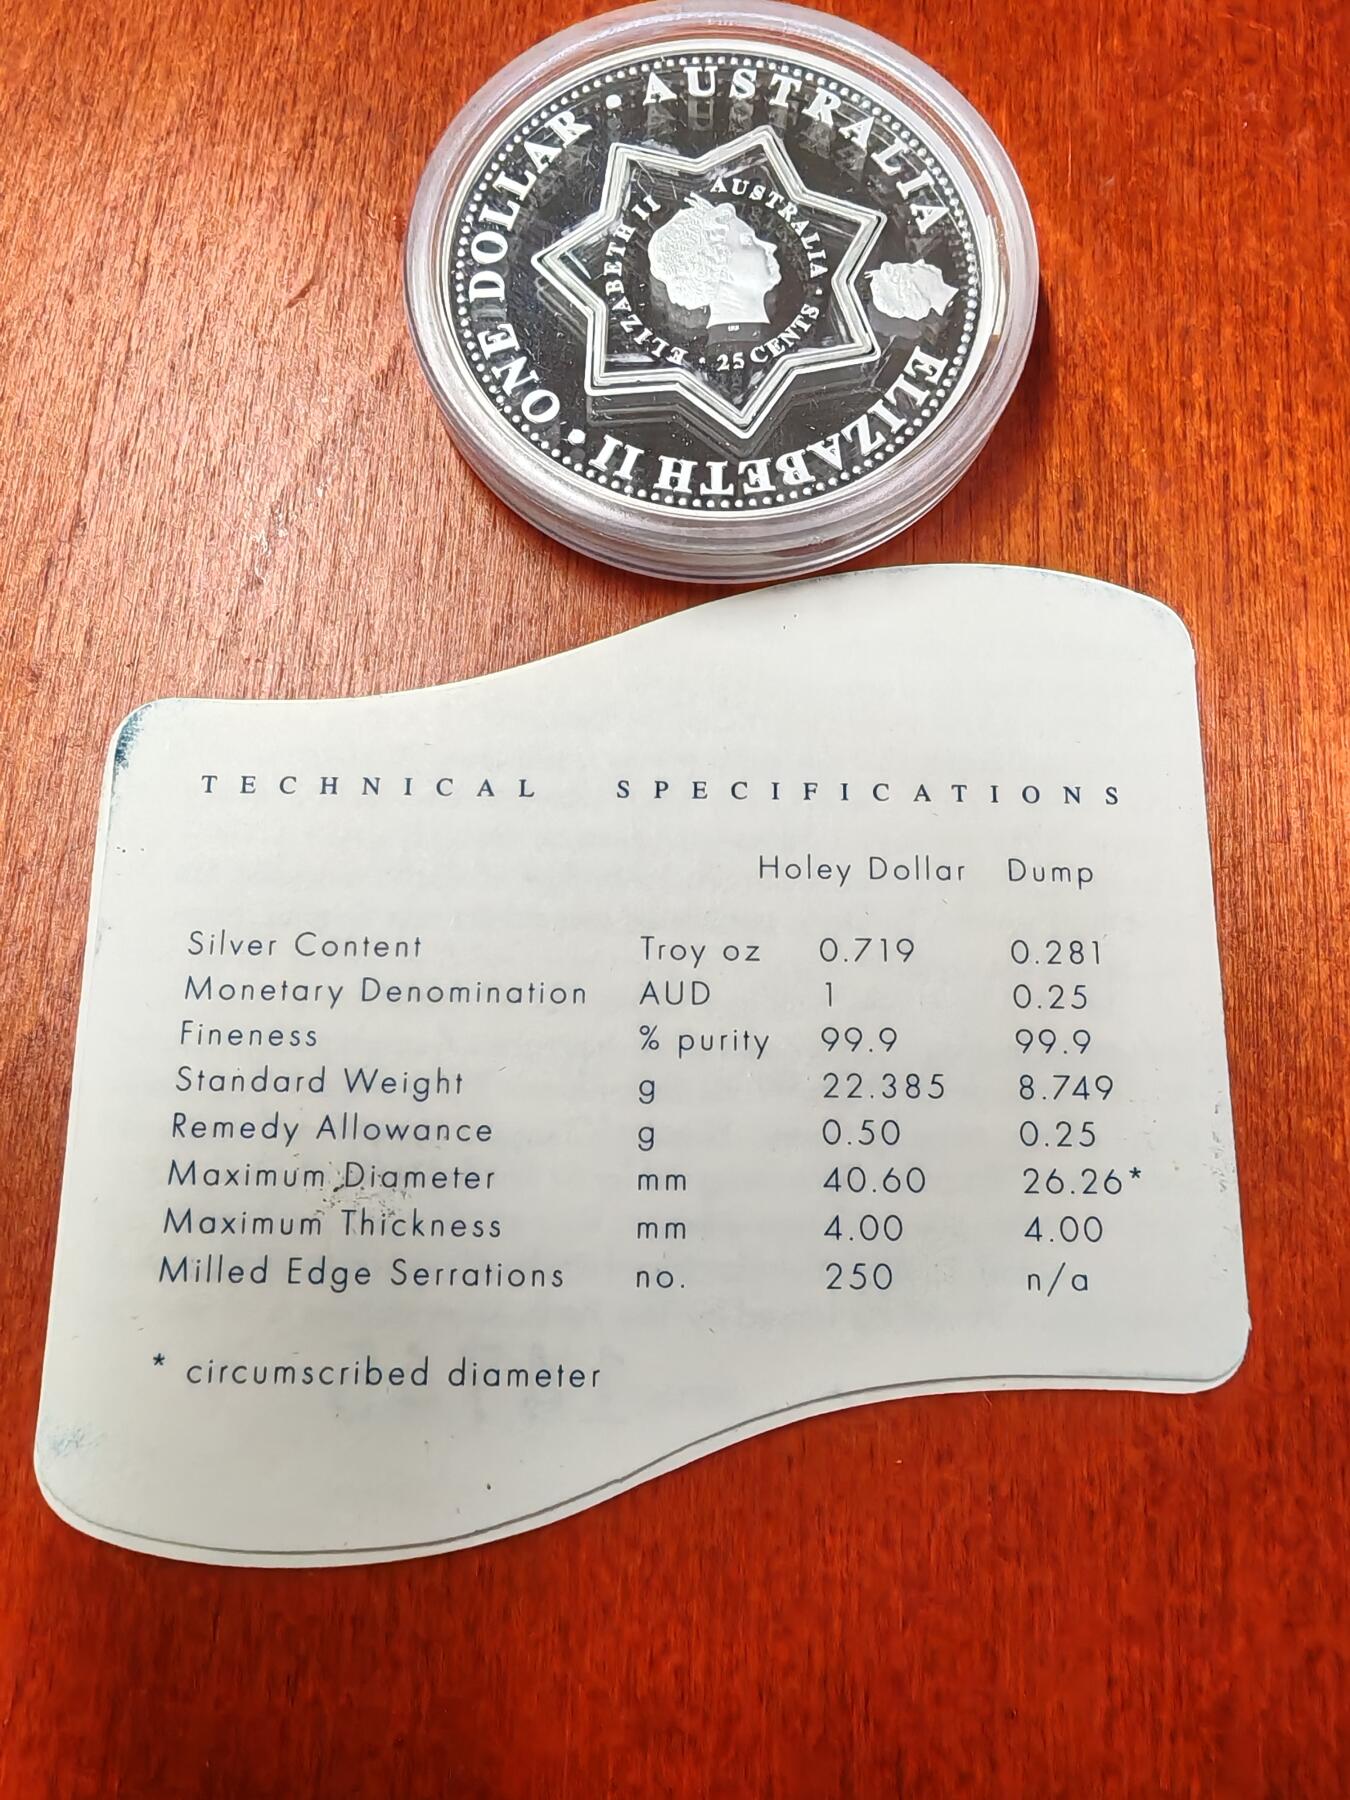 AUSTRALIA · ELIZABETH II · ONE DOLLAR ·
AUSTRALIA · 25 CENTS · ELIZABETH II
TECHNICAL SPECIFICATIONS
Holey Dollar Dump
Silver Content Troy oz 0.719 0.281
Monetary Denomination AUD 1 0.25
Fineness % purity 99.9 99.9
Standard Weight g 22.385 8.749
Remedy Allowance g 0.50 0.25
Maximum Diameter mm 40.60 26.26*
Maximum Thickness mm 4.00 4.00
Milled Edge Serrations no. 250 n/a
* circumscribed diameter